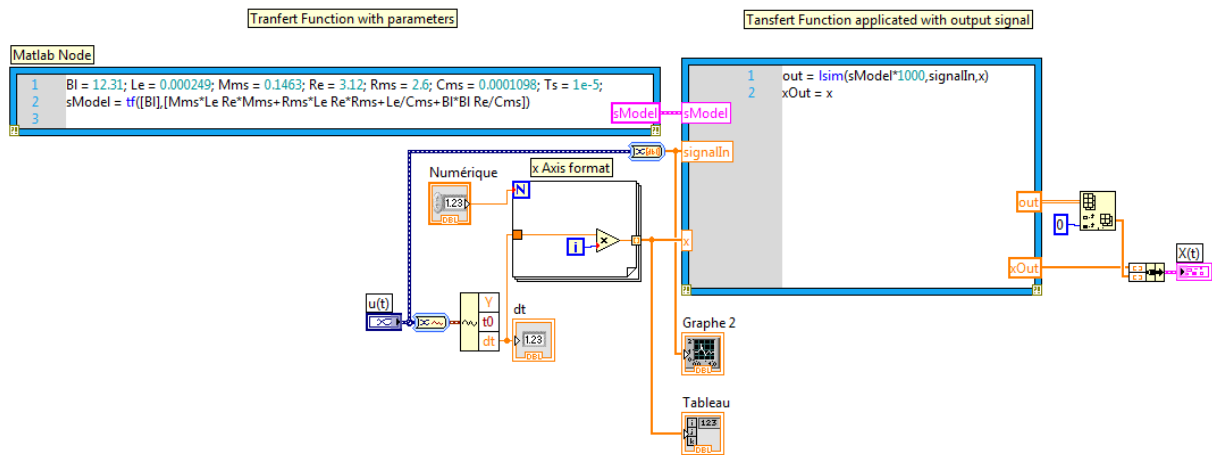 Tranfert Function with parameters
Tansfert Function applicated with output signal
Matlab Node
1 Bl = 12.31; Le = 0.000249; Mms = 0.1463; Re = 3.12; Rms = 2.6; Cms = 0.0001098; Ts = 1e-5;
2 sModel = tf([Bl],[Mms*Le Re*Mms+Rms*Le Re*Rms+Le/Cms+Bl*Bl Re/Cms])
3
sModel
1 out = lsim(sModel*1000,signalIn,x)
2 xOut = x
sModel
signalIn
x
out
xOut
Numérique
1.23
DBL
x Axis format
N
i
x
0
X(t)
u(t)
Y
t0
dt
dt
1.23
DBL
Graphe 2
DBL
Tableau
i
k
123
DBL